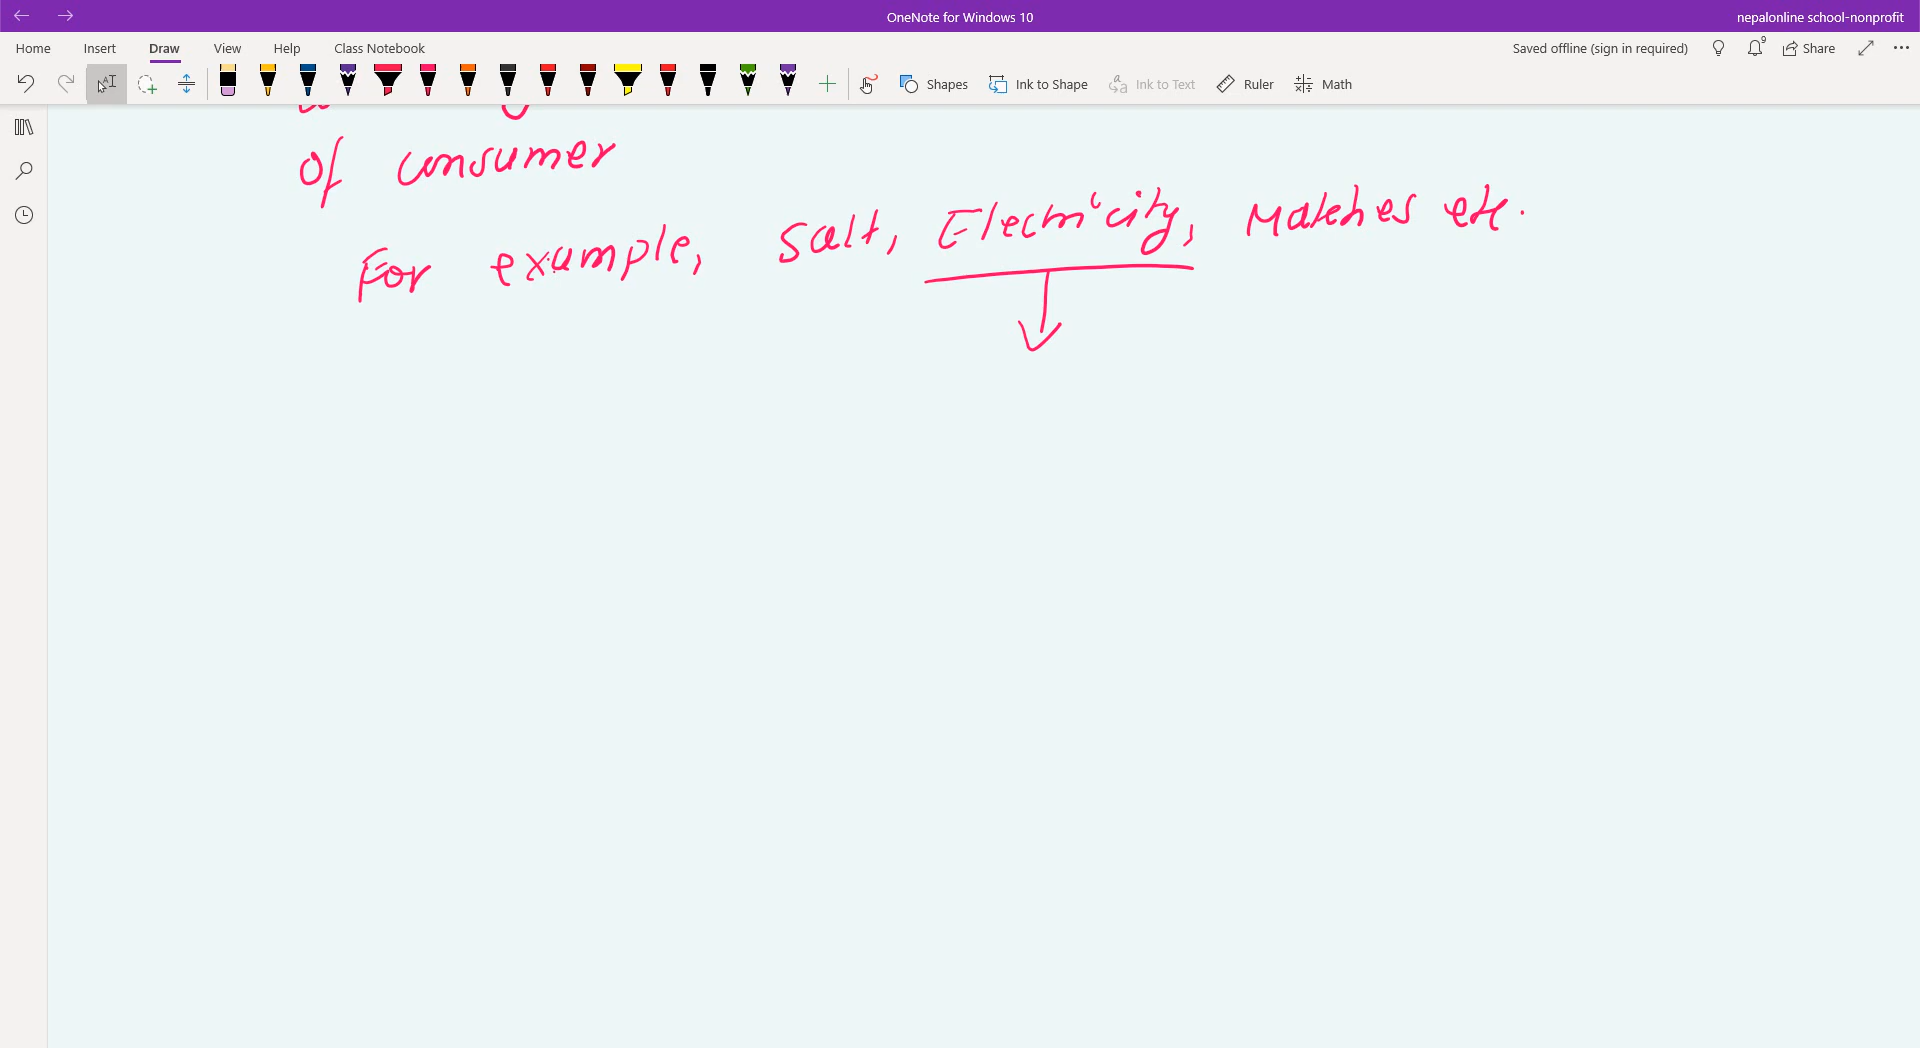 OneNote for Windows 10
nepalonline school-nonprofit
Home Insert Draw View Help Class Notebook
Saved offline (sign in required)
9
Share
Shapes
Ink to Shape
Ink to Text
Ruler
Math
of consumer
For example, Salt, Electricity, Matches etc.